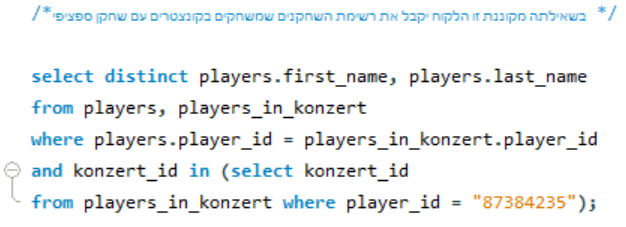 /* בשאילתה מקוננת זו הלקוח יקבל את רשימת השחקנים שמשחקים בקונצטרים עם שחקן ספציפי*/
select distinct players.first_name, players.last_name
from players, players_in_konzert
where players.player_id = players_in_konzert.player_id
and konzert_id in (select konzert_id
from players_in_konzert where player_id = "87384235");